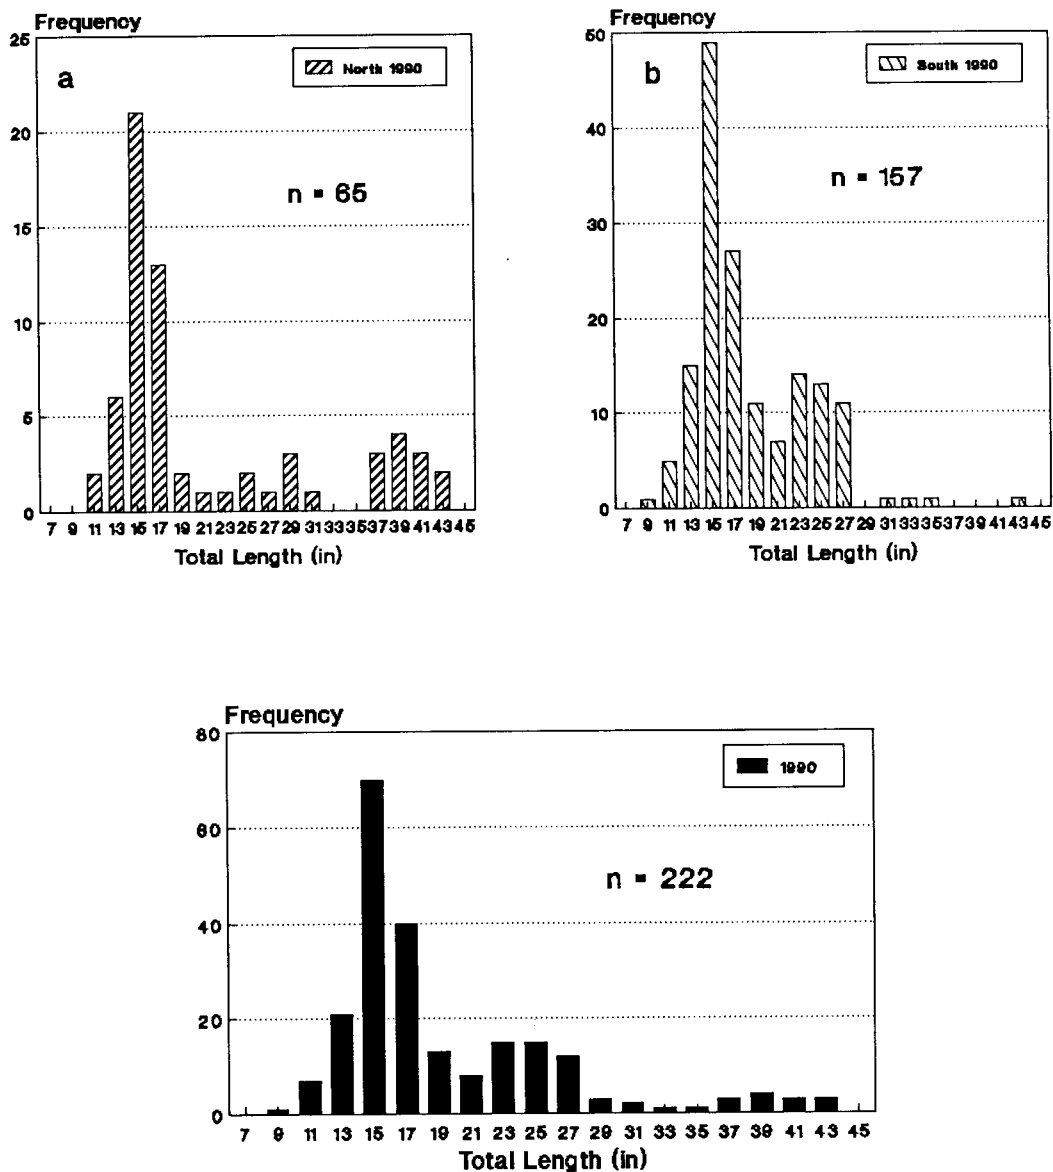 Frequency
25
20
15
10
5
0
a
North 1990
n = 65
7 9 11 13 15 17 19 21 23 25 27 29 31 33 35 37 39 41 43 45
Total Length (in)
Frequency
50
40
30
20
10
0
b
South 1990
n = 157
7 9 11 13 15 17 19 21 23 25 27 29 31 33 35 37 39 41 43 45
Total Length (in)
Frequency
80
60
40
20
0
1990
n = 222
7 9 11 13 15 17 19 21 23 25 27 29 31 33 35 37 39 41 43 45
Total Length (in)